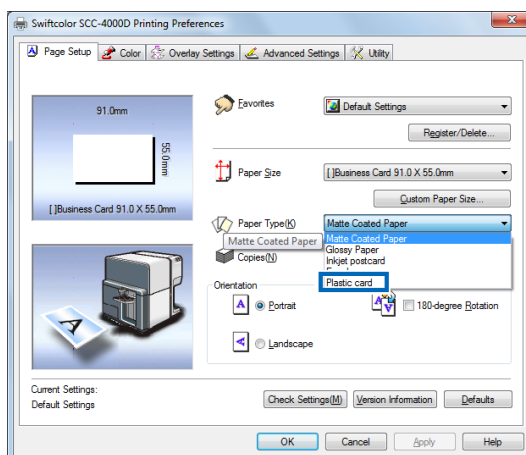 Swiftcolor SCC-4000D Printing Preferences
Page Setup Color Overlay Settings Advanced Settings Utility
91.0mm
55.0mm
[ ]Business Card 91.0 X 55.0mm
Favorites Default Settings
Register/Delete...
Paper Size [ ]Business Card 91.0 X 55.0mm
Custom Paper Size...
Paper Type(K) Matte Coated Paper
Matte Coated Paper
Matte Coated Paper
Glossy Paper
Inkjet postcard
Plastic card
Copies(N)
Orientation
Portrait
180-degree Rotation
Landscape
Current Settings:
Default Settings
Check Settings(M) Version Information Defaults
OK Cancel Apply Help